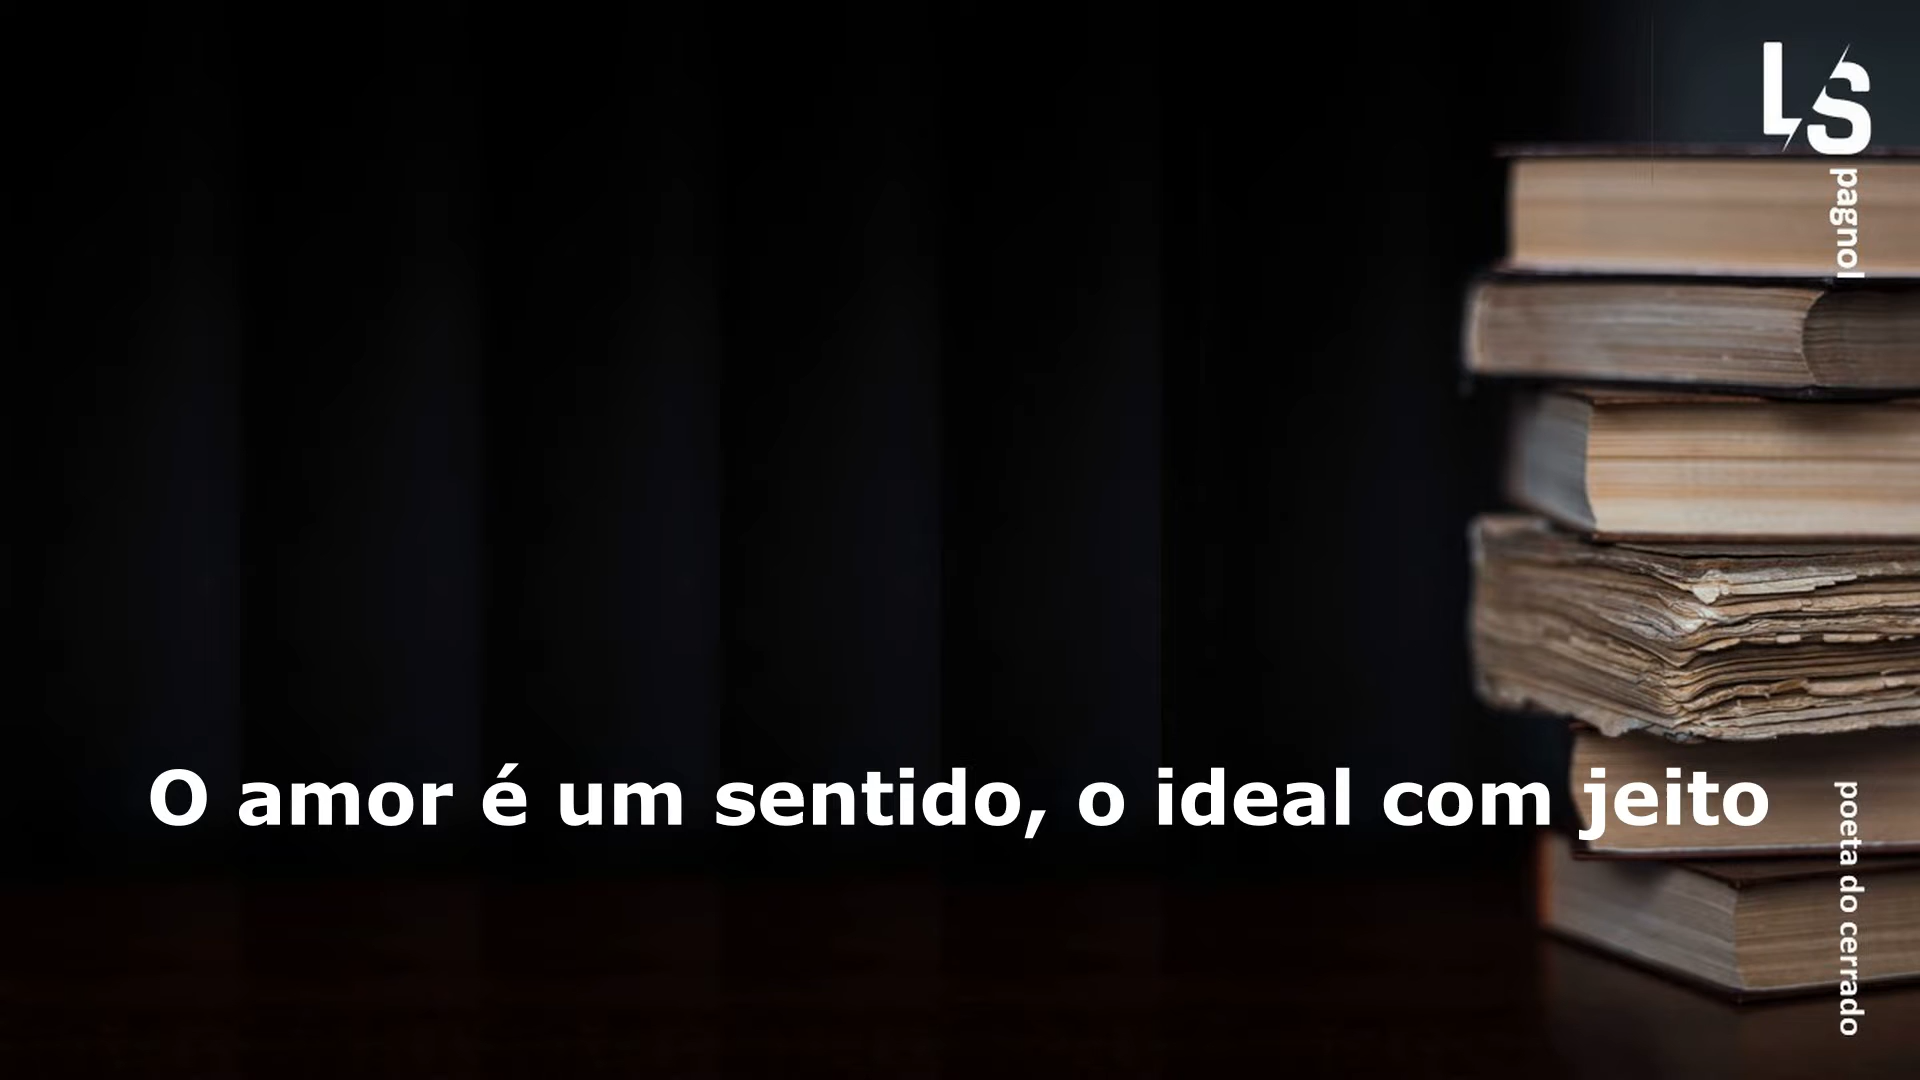 LS
pagnol
O amor é um sentido, o ideal com jeito
poeta do cerrado